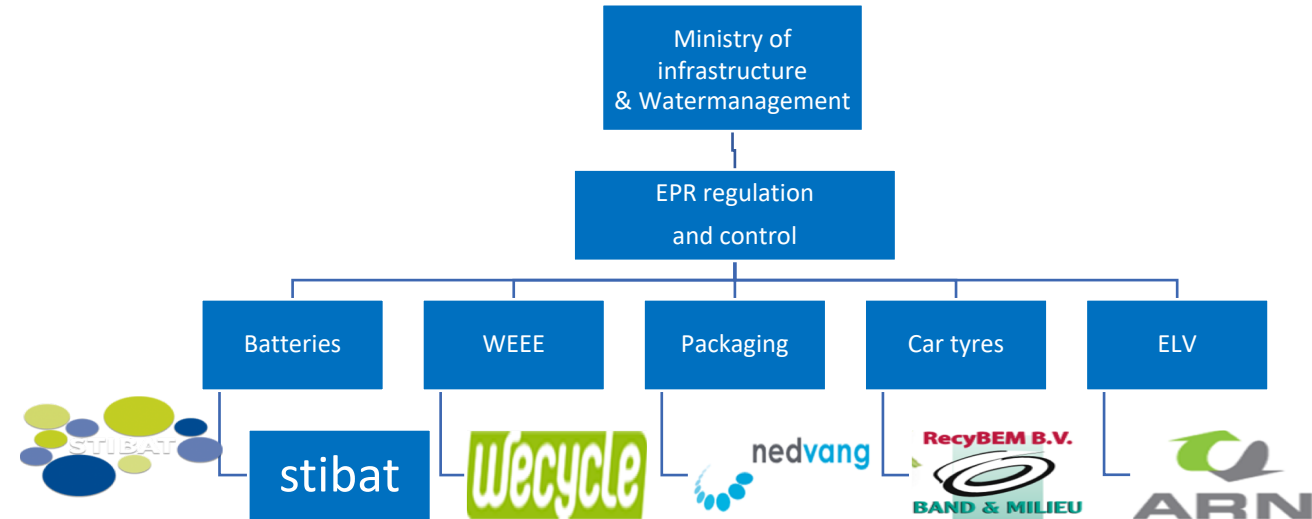 Ministry of
infrastructure
& Watermanagement
EPR regulation
and control
Batteries
WEEE
Packaging
Car tyres
ELV
STIBAT
stibat
wecycle
nedvang
RecyBEM B.V.
BAND & MILIEU
ARN